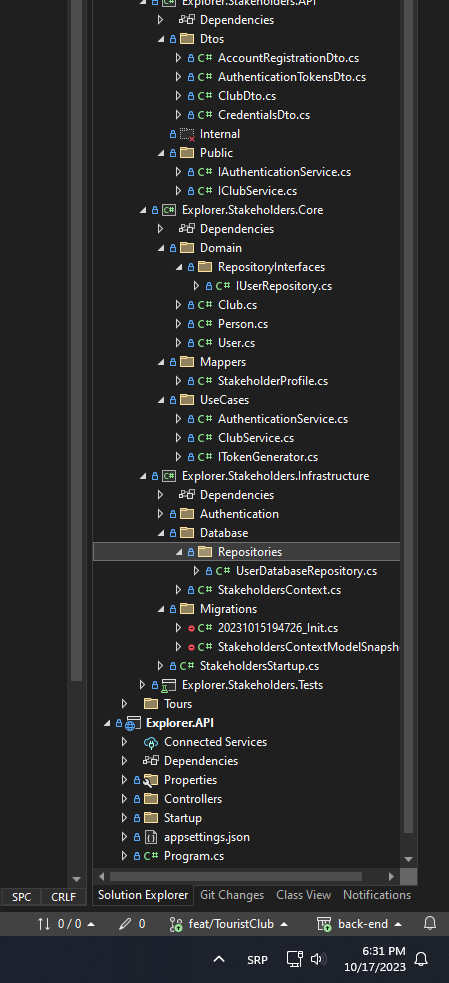 Explorer.Stakeholders.API
Dependencies
Dtos
C# AccountRegistrationDto.cs
C# AuthenticationTokensDto.cs
C# ClubDto.cs
C# CredentialsDto.cs
Internal
Public
C# IAuthenticationService.cs
C# IClubService.cs
C# Explorer.Stakeholders.Core
Dependencies
Domain
RepositoryInterfaces
C# IUserRepository.cs
C# Club.cs
C# Person.cs
C# User.cs
Mappers
C# StakeholderProfile.cs
UseCases
C# AuthenticationService.cs
C# ClubService.cs
C# ITokenGenerator.cs
C# Explorer.Stakeholders.Infrastructure
Dependencies
Authentication
Database
Repositories
C# UserDatabaseRepository.cs
C# StakeholdersContext.cs
Migrations
C# 20231015194726_Init.cs
C# StakeholdersContextModelSnapsh
C# StakeholdersStartup.cs
Explorer.Stakeholders.Tests
Tours
Explorer.API
Connected Services
Dependencies
Properties
Controllers
Startup
appsettings.json
C# Program.cs
SPC CRLF Solution Explorer Git Changes Class View Notifications
0 / 0 0 feat/TouristClub back-end
SRP 6:31 PM
10/17/2023